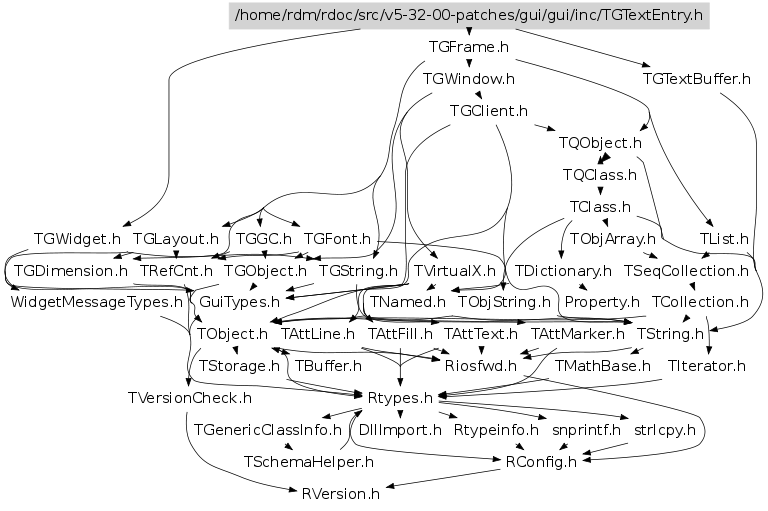 /home/rdm/rdoc/src/v5-32-00-patches/gui/gui/inc/TGTextEntry.h
TGFrame.h
TGWindow.h
TGTextBuffer.h
TGClient.h
TQObject.h
TQClass.h
TClass.h
TGWidget.h
TGLayout.h
TGGC.h
TGFont.h
TObjArray.h
TList.h
TGDimension.h
TRefCnt.h
TGObject.h
TGString.h
TVirtualX.h
TDictionary.h
TSeqCollection.h
WidgetMessageTypes.h
GuiTypes.h
TNamed.h
TObjString.h
Property.h
TCollection.h
TObject.h
TAttLine.h
TAttFill.h
TAttText.h
TAttMarker.h
TString.h
TStorage.h
TBuffer.h
Riosfwd.h
TMathBase.h
TIterator.h
TVersionCheck.h
Rtypes.h
TGenericClassInfo.h
DllImport.h
Rtypeinfo.h
snprintf.h
strlcpy.h
TSchemaHelper.h
RConfig.h
RVersion.h